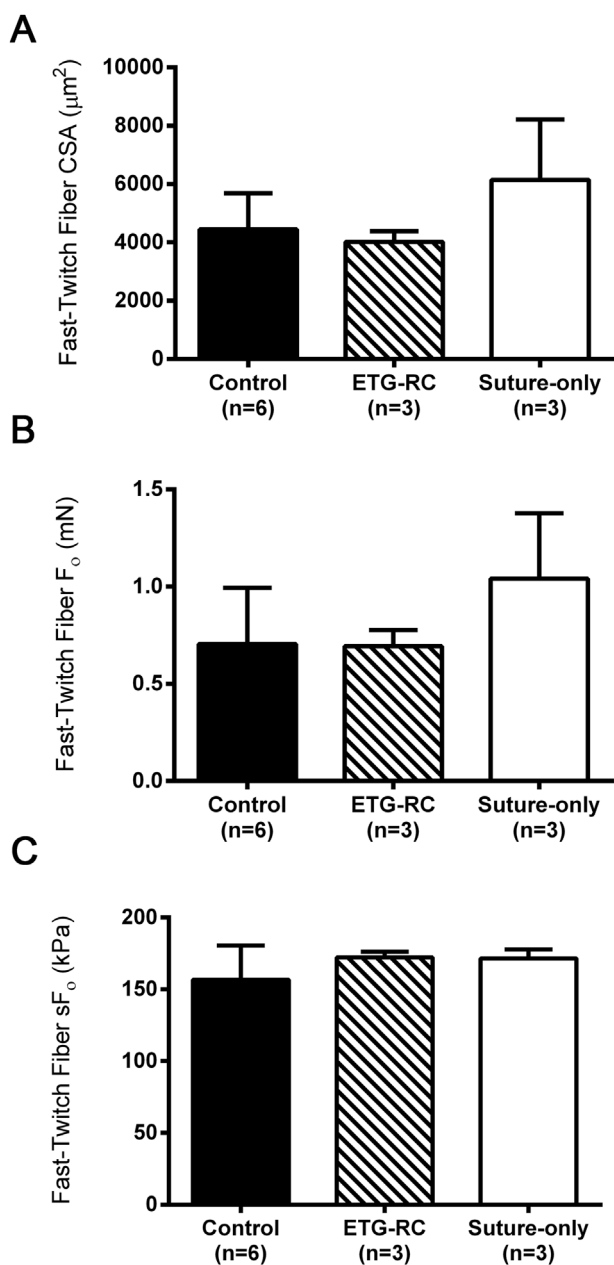 A
Fast-Twitch Fiber CSA (μm²)
10000
8000
6000
4000
2000
0
Control
(n=6)
ETG-RC
(n=3)
Suture-only
(n=3)
B
Fast-Twitch Fiber Fₒ (mN)
1.5
1.0
0.5
0.0
Control
(n=6)
ETG-RC
(n=3)
Suture-only
(n=3)
C
Fast-Twitch Fiber sFₒ (kPa)
200
150
100
50
0
Control
(n=6)
ETG-RC
(n=3)
Suture-only
(n=3)